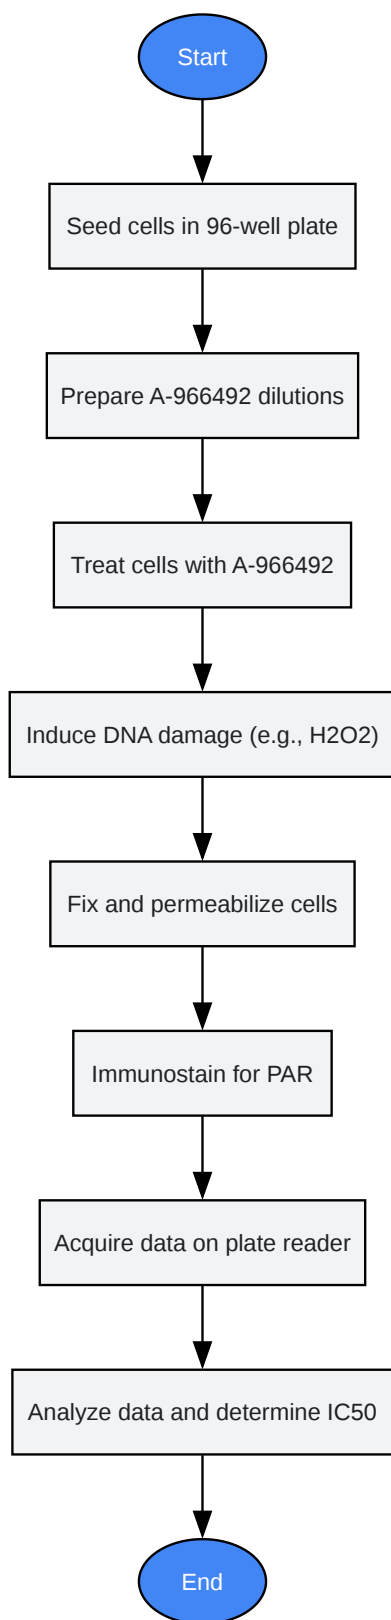 Start
Seed cells in 96-well plate
Prepare A-966492 dilutions
Treat cells with A-966492
Induce DNA damage (e.g., H2O2)
Fix and permeabilize cells
Immunostain for PAR
Acquire data on plate reader
Analyze data and determine IC50
End